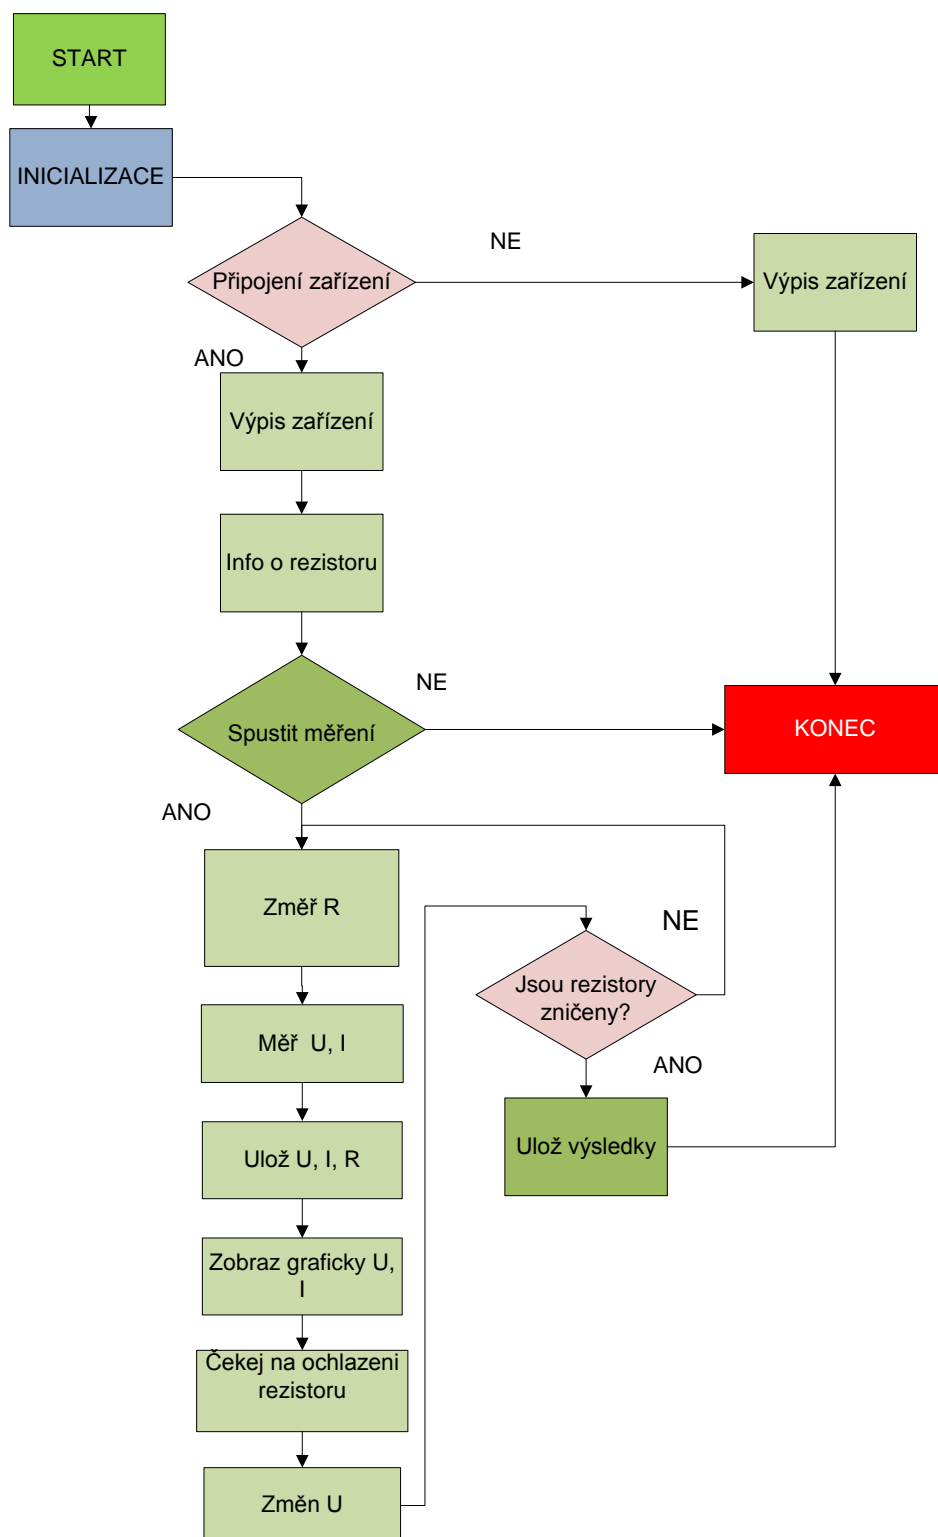 START
INICIALIZACE
NE
Připojení zařízení
Výpis zařízení
ANO
Výpis zařízení
Info o rezistoru
NE
Spustit měření
KONEC
ANO
Změř R
NE
Jsou rezistory
zničeny?
Měř U, I
ANO
Ulož U, I, R
Ulož výsledky
Zobraz graficky U,
I
Čekej na ochlazeni
rezistoru
Změn U